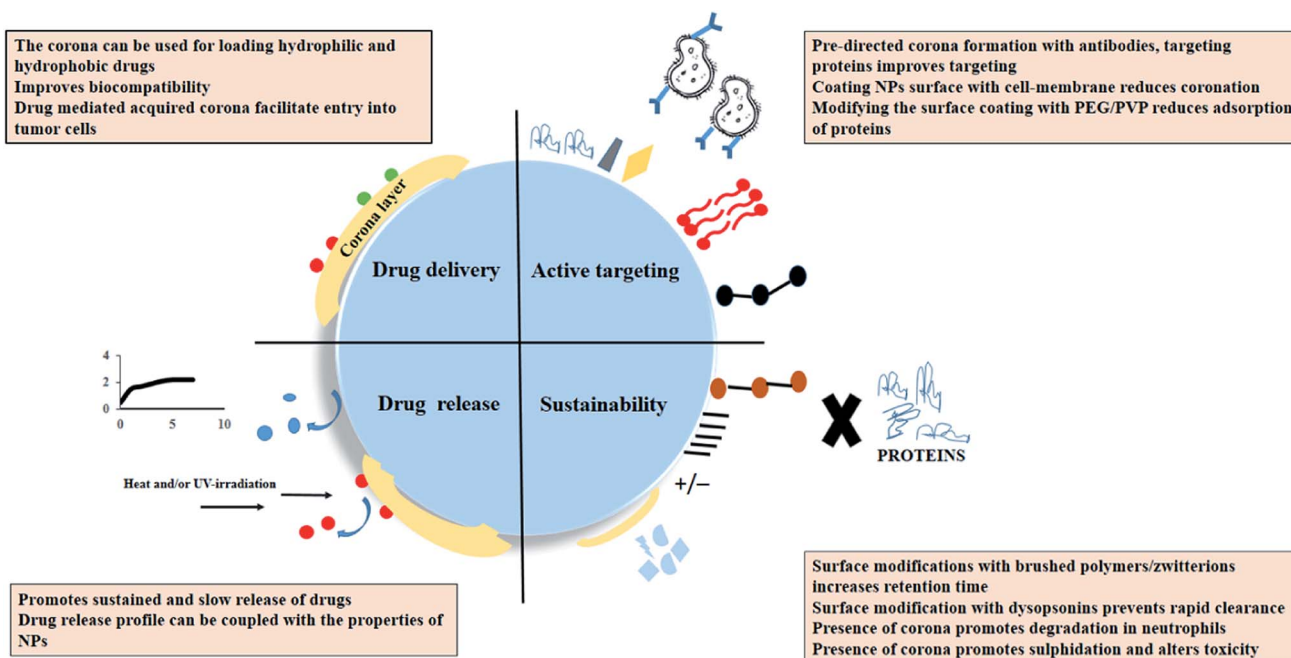 The corona can be used for loading hydrophilic and
hydrophobic drugs
Improves biocompatibility
Drug mediated acquired corona facilitate entry into
tumor cells
Pre-directed corona formation with antibodies, targeting
proteins improves targeting
Coating NPs surface with cell-membrane reduces coronation
Modifying the surface coating with PEG/PVP reduces adsorption
of proteins
Corona layer
Drug delivery
Active targeting
4
2
0
0
5
10
Drug release
Sustainability
PROTEINS
+/−
Heat and/or UV-irradiation
Promotes sustained and slow release of drugs
Drug release profile can be coupled with the properties of
NPs
Surface modifications with brushed polymers/zwitterions
increases retention time
Surface modification with dysopsonins prevents rapid clearance
Presence of corona promotes degradation in neutrophils
Presence of corona promotes sulphidation and alters toxicity